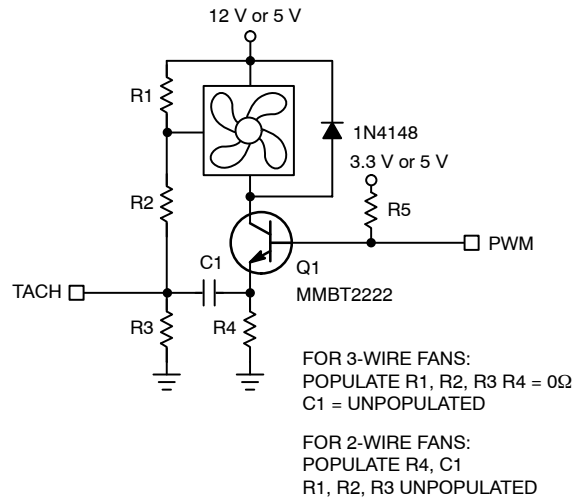 12 V or 5 V
R1
1N4148
3.3 V or 5 V
R2
R5
PWM
C1
Q1
TACH
MMBT2222
R3
R4
FOR 3-WIRE FANS:
POPULATE R1, R2, R3 R4 = 0Ω
C1 = UNPOPULATED
FOR 2-WIRE FANS:
POPULATE R4, C1
R1, R2, R3 UNPOPULATED